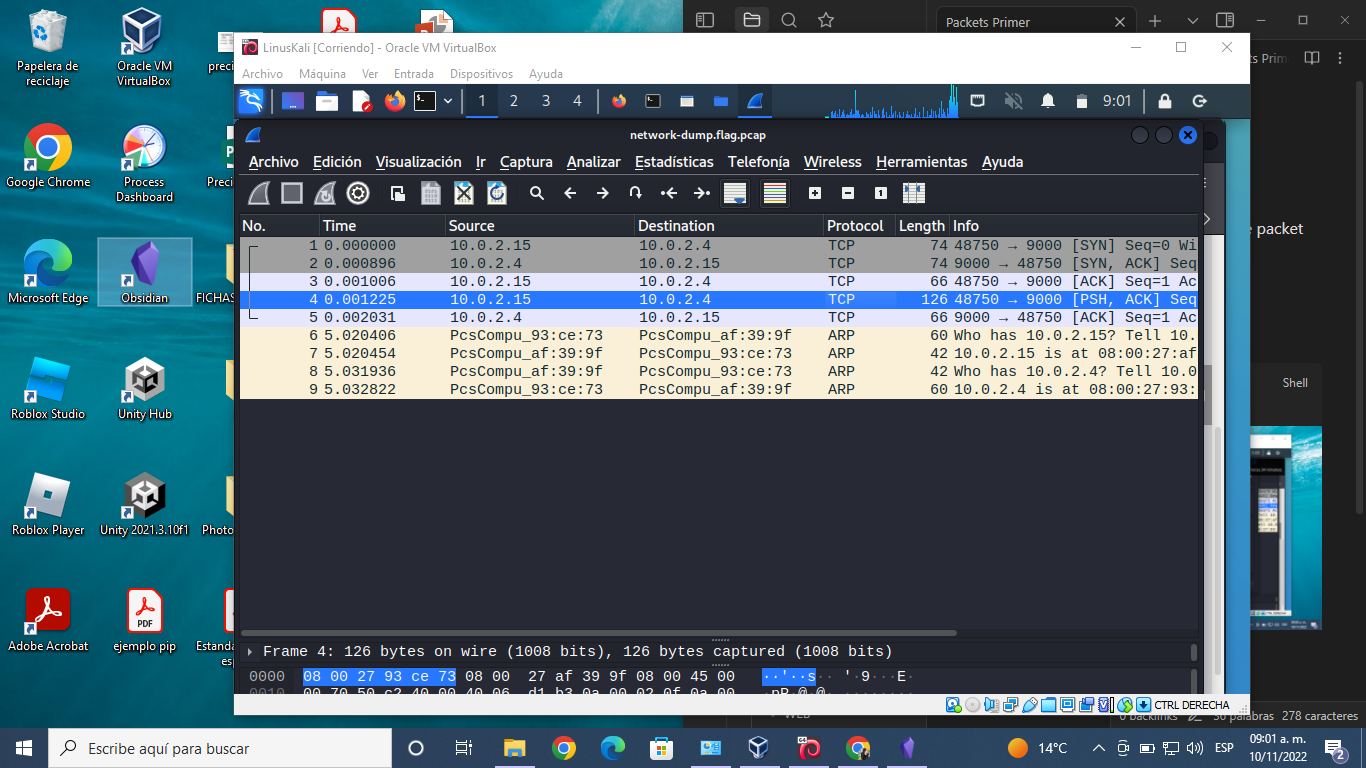 Papelera de
reciclaje
Oracle VM
VirtualBox
preci
Google Chrome
Process
Dashboard
Preci
Microsoft Edge
Obsidian
FICHAS
Roblox Studio
Unity Hub
Roblox Player
Unity 2021.3.10f1
Photo
Adobe Acrobat
PDF
ejemplo pip
Estanda
esp
Packets Primer
ts Prim
LinusKali [Corriendo] - Oracle VM VirtualBox
Archivo Máquina Ver Entrada Dispositivos Ayuda
1 2 3 4 9:01
network-dump.flag.pcap
Archivo Edición Visualización Ir Captura Analizar Estadísticas Telefonía Wireless Herramientas Ayuda
No. Time Source Destination Protocol Length Info
1 0.000000 10.0.2.15 10.0.2.4 TCP 74 48750 → 9000 [SYN] Seq=0 Wi
2 0.000896 10.0.2.4 10.0.2.15 TCP 74 9000 → 48750 [SYN, ACK] Seq
3 0.001006 10.0.2.15 10.0.2.4 TCP 66 48750 → 9000 [ACK] Seq=1 Ac
4 0.001225 10.0.2.15 10.0.2.4 TCP 126 48750 → 9000 [PSH, ACK] Seq
5 0.002031 10.0.2.4 10.0.2.15 TCP 66 9000 → 48750 [ACK] Seq=1 Ac
6 5.020406 PcsCompu_93:ce:73 PcsCompu_af:39:9f ARP 60 Who has 10.0.2.15? Tell 10.
7 5.020454 PcsCompu_af:39:9f PcsCompu_93:ce:73 ARP 42 10.0.2.15 is at 08:00:27:af
8 5.031936 PcsCompu_af:39:9f PcsCompu_93:ce:73 ARP 42 Who has 10.0.2.4? Tell 10.0
9 5.032822 PcsCompu_93:ce:73 PcsCompu_af:39:9f ARP 60 10.0.2.4 is at 08:00:27:93:
Frame 4: 126 bytes on wire (1008 bits), 126 bytes captured (1008 bits)
0000 08 00 27 93 ce 73 08 00 27 af 39 9f 08 00 45 00 ··'··s·· '·9···E·
0010 00 70 50 c2 40 00 40 06 d1 b3 0a 00 02 0f 0a 00 ·pP·@·@· ········
CTRL DERECHA
e packet
Shell
WEB
0 backlinks 36 palabras 278 caracteres
Escribe aquí para buscar
14°C
ESP
09:01 a. m.
10/11/2022
2